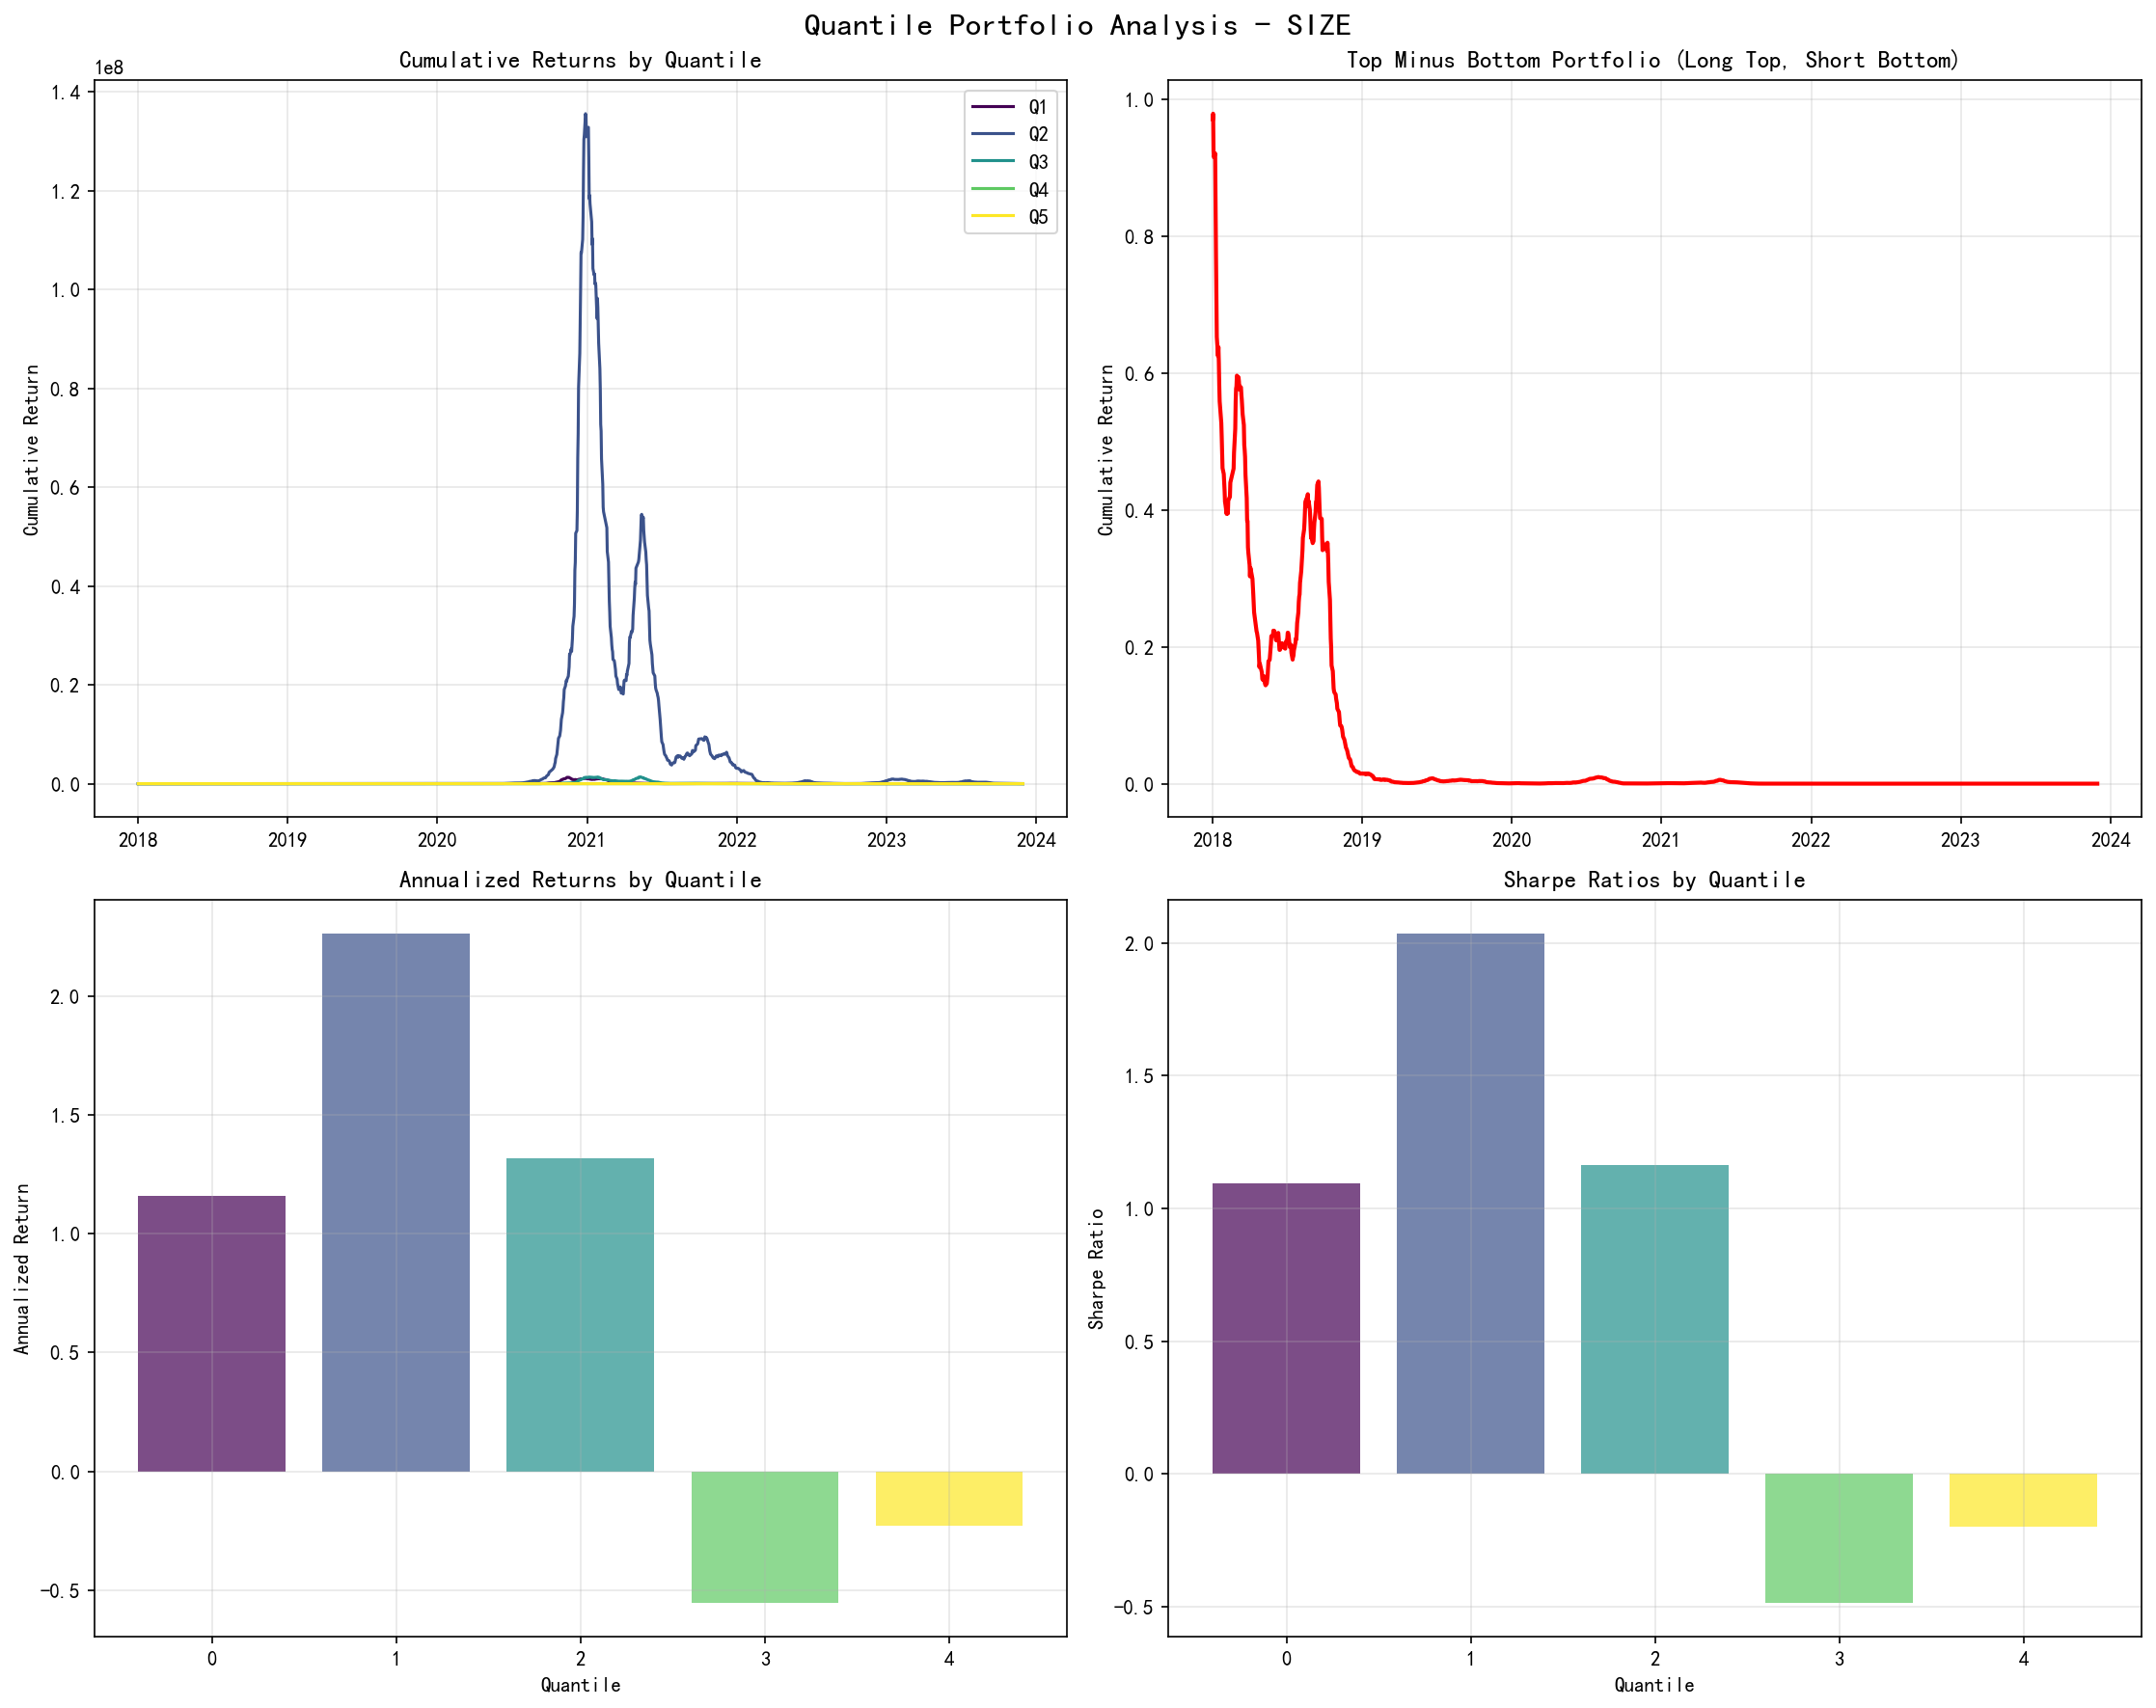 Quantile Portfolio Analysis - SIZE
Cumulative Returns by Quantile
1e8
1.4
1.2
1.0
0.8
0.6
0.4
0.2
0.0
Cumulative Return
2018 2019 2020 2021 2022 2023 2024
Q1
Q2
Q3
Q4
Q5
Top Minus Bottom Portfolio (Long Top, Short Bottom)
1.0
0.8
0.6
0.4
0.2
0.0
Cumulative Return
2018 2019 2020 2021 2022 2023 2024
Annualized Returns by Quantile
2.0
1.5
1.0
0.5
0.0
-0.5
Annualized Return
0 1 2 3 4
Quantile
Sharpe Ratios by Quantile
2.0
1.5
1.0
0.5
0.0
-0.5
Sharpe Ratio
0 1 2 3 4
Quantile